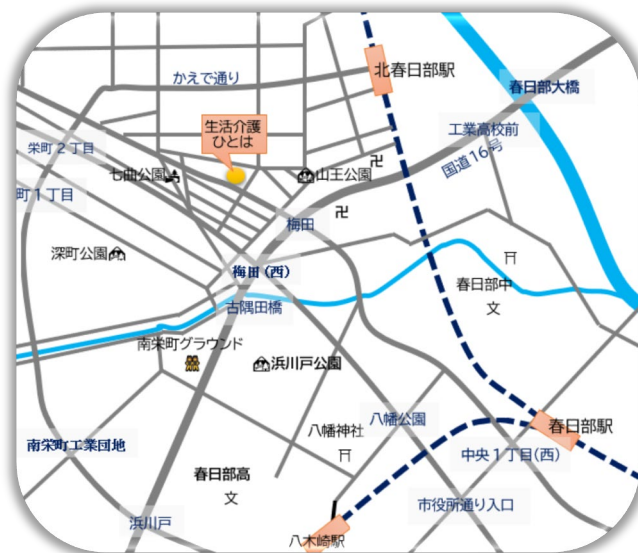 北春日部駅
かえで通り
春日部大橋
生活介護
ひとは
工業高校前
国道16号
栄町2丁目
七曲公園
山王公園
町1丁目
梅田
深町公園
梅田(西)
春日部中
文
古隅田橋
南栄町グラウンド
浜川戸公園
八幡公園
春日部駅
八幡神社
南栄町工業団地
中央1丁目(西)
春日部高
文
市役所通り入口
浜川戸
八木崎駅